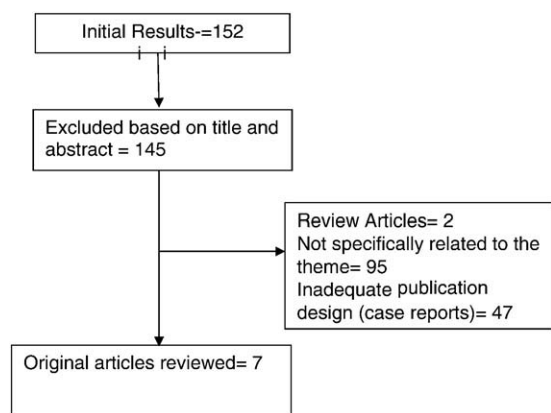 Initial Results-=152
Excluded based on title and
abstract = 145
Review Articles= 2
Not specifically related to the
theme= 95
Inadequate publication
design (case reports)= 47
Original articles reviewed= 7